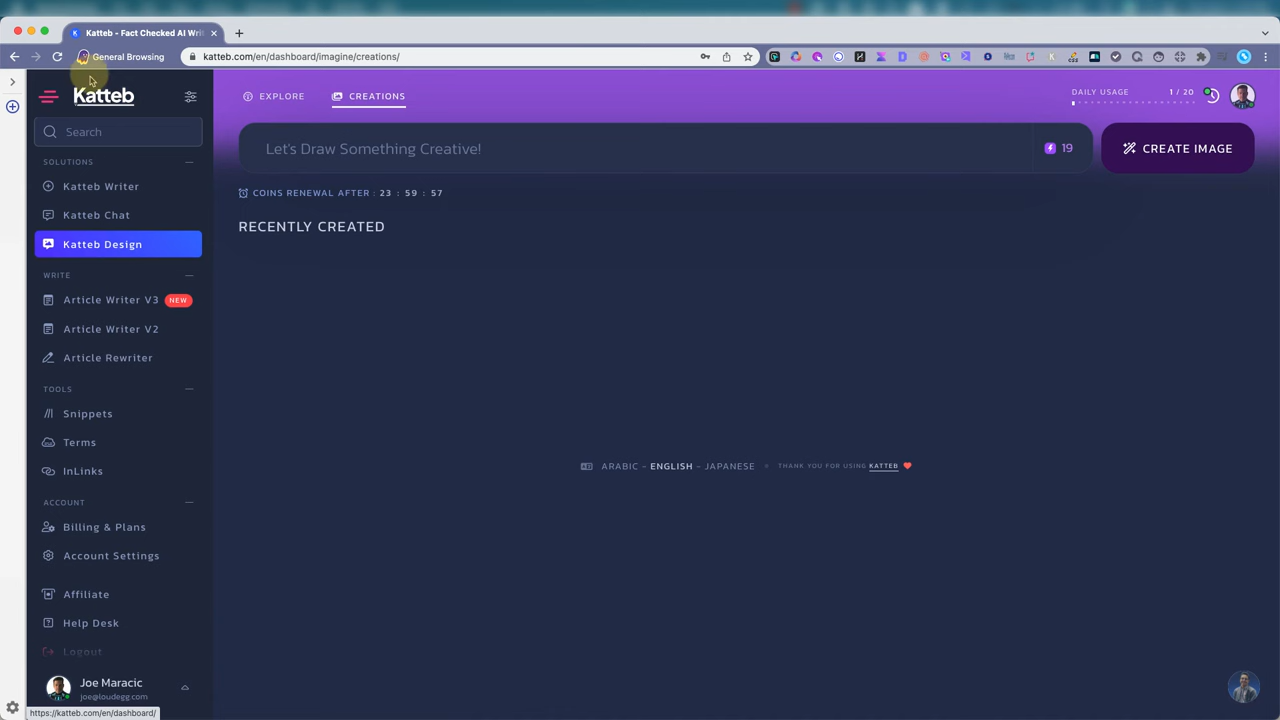 Katteb - Fact Checked AI Wri
General Browsing
katteb.com/en/dashboard/imagine/creations/
Katteb
Search
SOLUTIONS
Katteb Writer
Katteb Chat
Katteb Design
WRITE
Article Writer V3 NEW
Article Writer V2
Article Rewriter
TOOLS
Snippets
Terms
InLinks
ACCOUNT
Billing & Plans
Account Settings
Affiliate
Help Desk
Logout
Joe Maracic
joe@loudegg.com
https://katteb.com/en/dashboard/
EXPLORE
CREATIONS
DAILY USAGE 1 / 20
Let's Draw Something Creative!
19
CREATE IMAGE
COINS RENEWAL AFTER : 23 : 59 : 57
RECENTLY CREATED
ARABIC - ENGLISH - JAPANESE
THANK YOU FOR USING KATTEB